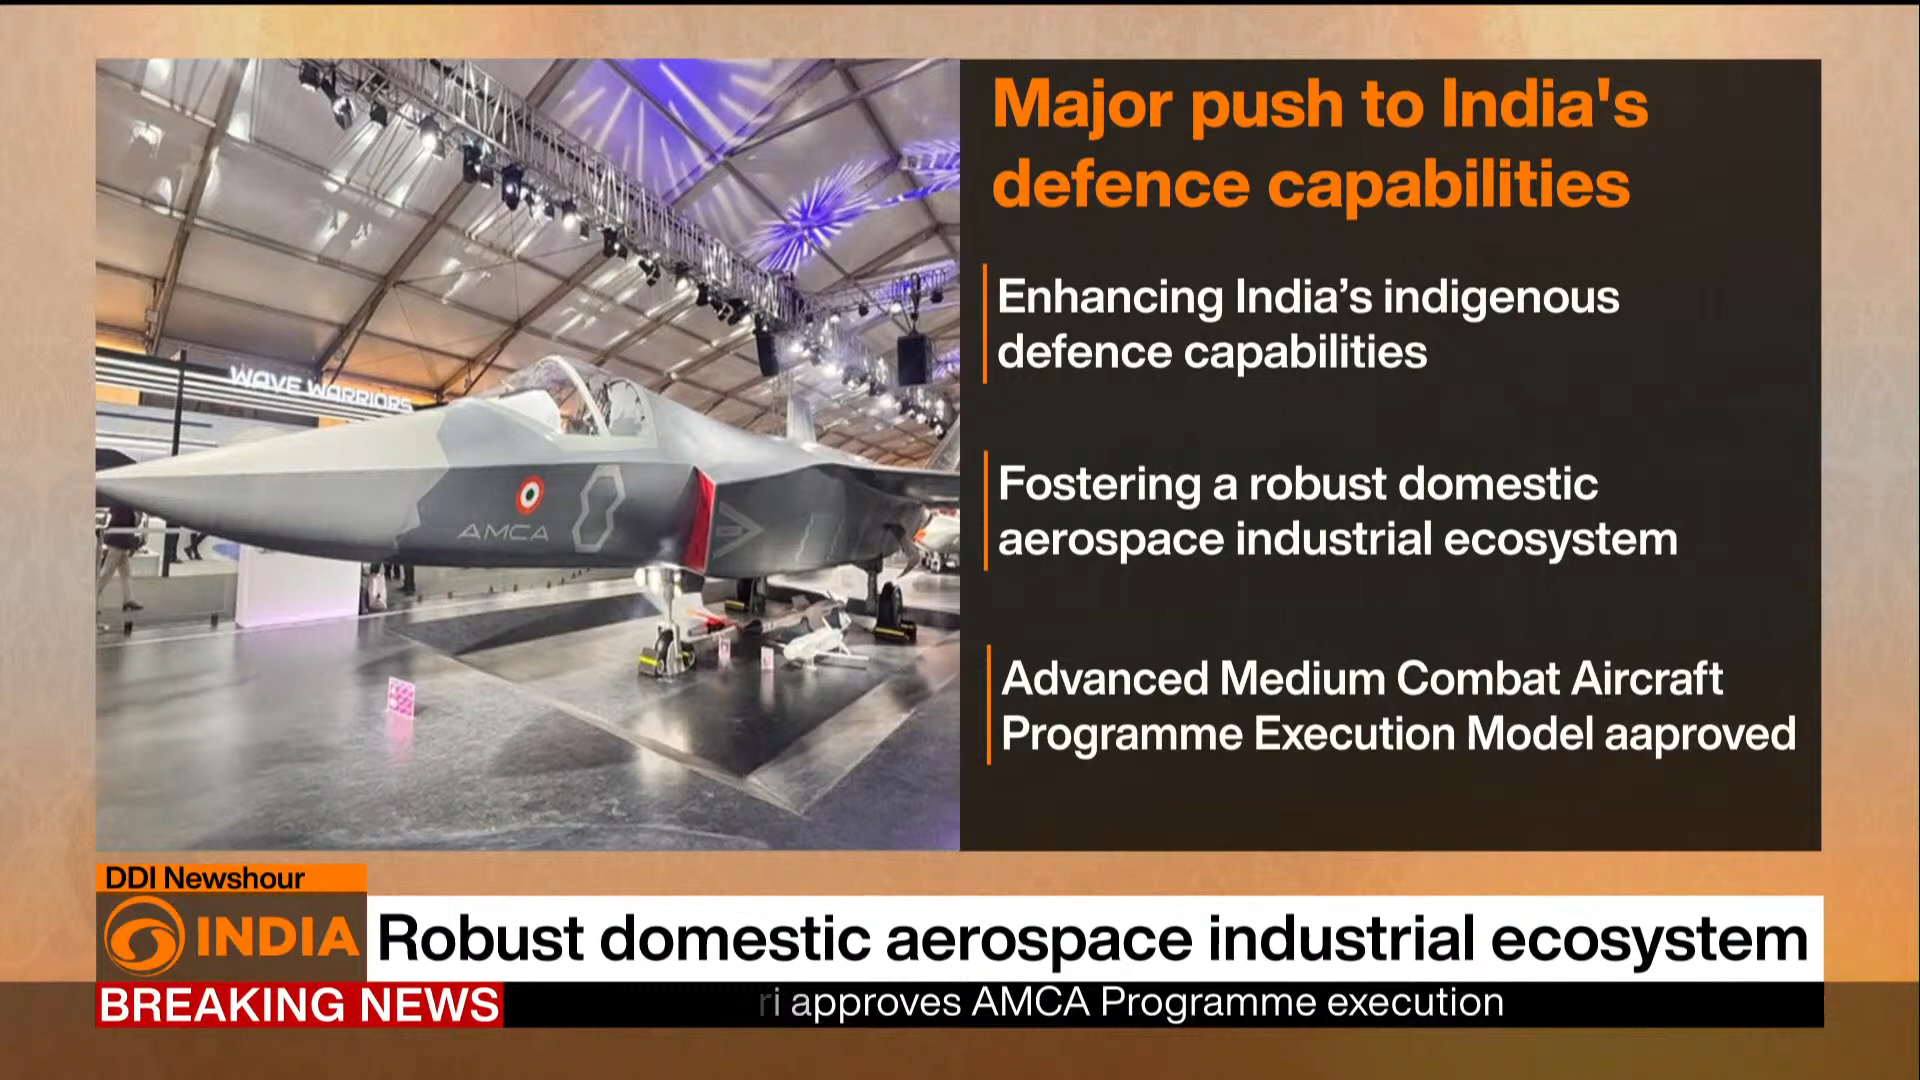 Major push to India's
defence capabilities
Enhancing India’s indigenous
defence capabilities
Fostering a robust domestic
aerospace industrial ecosystem
Advanced Medium Combat Aircraft
Programme Execution Model aaproved
WAVE WARRIORS
AMCA
DDI Newshour
INDIA
Robust domestic aerospace industrial ecosystem
BREAKING NEWS
ri approves AMCA Programme execution